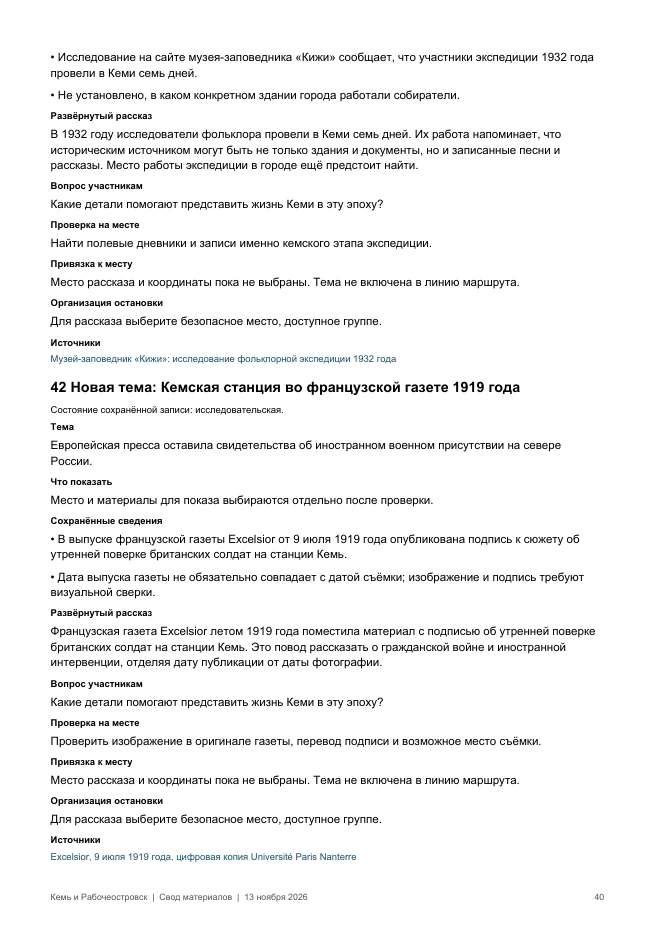 • Исследование на сайте музея-заповедника «Кижи» сообщает, что участники экспедиции 1932 года
провели в Кеми семь дней.
• Не установлено, в каком конкретном здании города работали собиратели.
Развёрнутый рассказ
В 1932 году исследователи фольклора провели в Кеми семь дней. Их работа напоминает, что
историческим источником могут быть не только здания и документы, но и записанные песни и
рассказы. Место работы экспедиции в городе ещё предстоит найти.
Вопрос участникам
Какие детали помогают представить жизнь Кеми в эту эпоху?
Проверка на месте
Найти полевые дневники и записи именно кемского этапа экспедиции.
Привязка к месту
Место рассказа и координаты пока не выбраны. Тема не включена в линию маршрута.
Организация остановки
Для рассказа выберите безопасное место, доступное группе.
Источники
Музей-заповедник «Кижи»: исследование фольклорной экспедиции 1932 года
42 Новая тема: Кемская станция во французской газете 1919 года
Состояние сохранённой записи: исследовательская.
Тема
Европейская пресса оставила свидетельства об иностранном военном присутствии на севере
России.
Что показать
Место и материалы для показа выбираются отдельно после проверки.
Сохранённые сведения
• В выпуске французской газеты Excelsior от 9 июля 1919 года опубликована подпись к сюжету об
утренней поверке британских солдат на станции Кемь.
• Дата выпуска газеты не обязательно совпадает с датой съёмки; изображение и подпись требуют
визуальной сверки.
Развёрнутый рассказ
Французская газета Excelsior летом 1919 года поместила материал с подписью об утренней поверке
британских солдат на станции Кемь. Это повод рассказать о гражданской войне и иностранной
интервенции, отделяя дату публикации от даты фотографии.
Вопрос участникам
Какие детали помогают представить жизнь Кеми в эту эпоху?
Проверка на месте
Проверить изображение в оригинале газеты, перевод подписи и возможное место съёмки.
Привязка к месту
Место рассказа и координаты пока не выбраны. Тема не включена в линию маршрута.
Организация остановки
Для рассказа выберите безопасное место, доступное группе.
Источники
Excelsior, 9 июля 1919 года, цифровая копия Université Paris Nanterre
Кемь и Рабочеостровск | Свод материалов | 13 ноября 2026 40